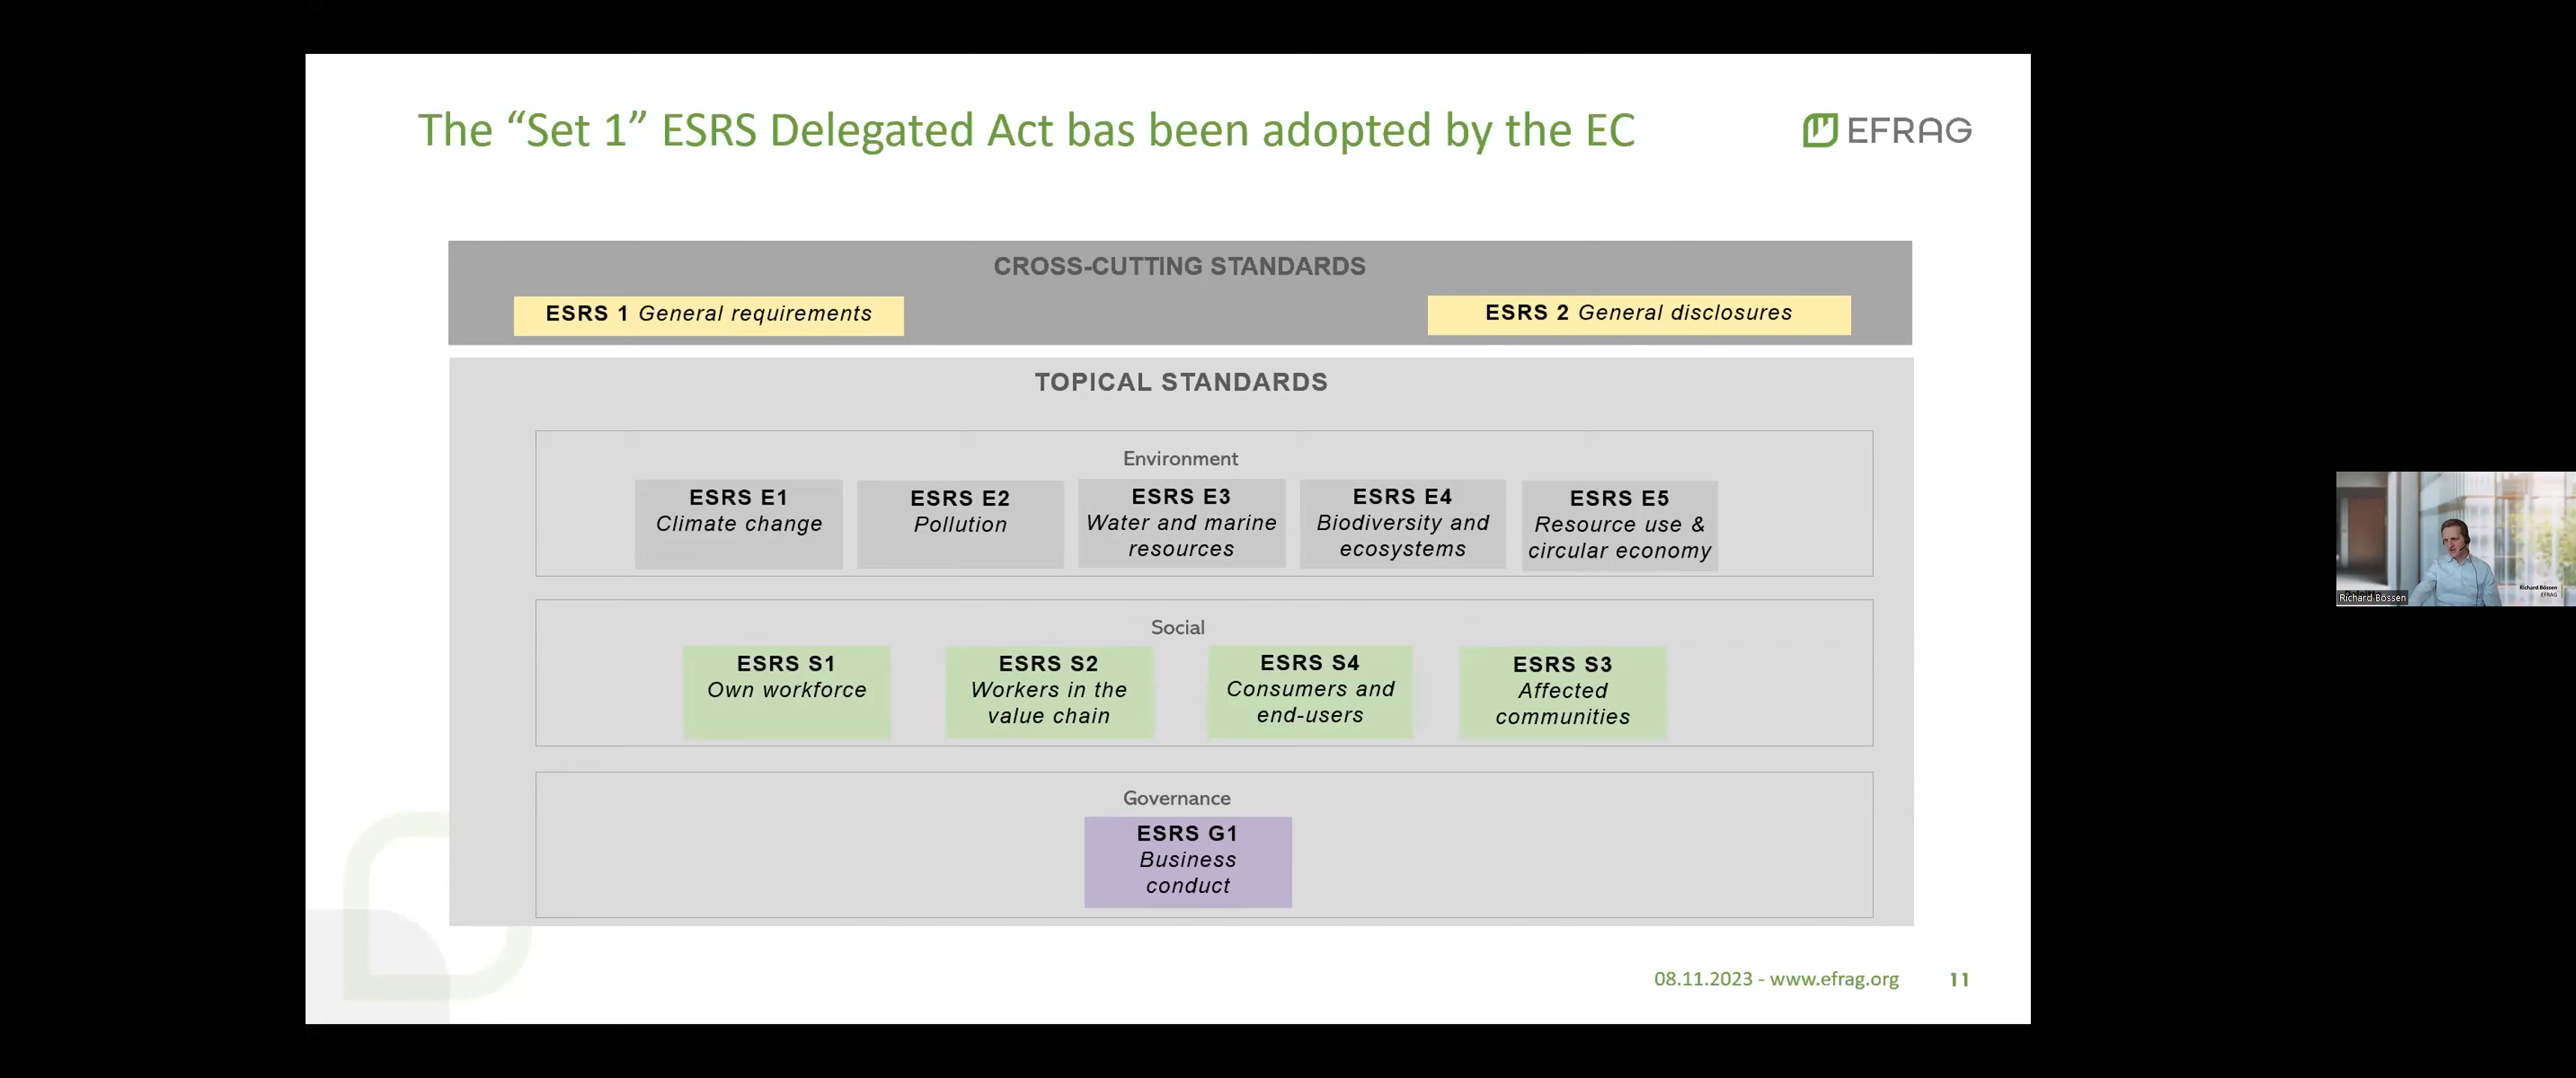 The “Set 1” ESRS Delegated Act bas been adopted by the EC
EFRAG
CROSS-CUTTING STANDARDS
ESRS 1 General requirements
ESRS 2 General disclosures
TOPICAL STANDARDS
Environment
ESRS E1
Climate change
ESRS E2
Pollution
ESRS E3
Water and marine
resources
ESRS E4
Biodiversity and
ecosystems
ESRS E5
Resource use &
circular economy
Social
ESRS S1
Own workforce
ESRS S2
Workers in the
value chain
ESRS S4
Consumers and
end-users
ESRS S3
Affected
communities
Governance
ESRS G1
Business
conduct
08.11.2023 - www.efrag.org
11
Richard Bössen
EFRAG
Richard Bössen